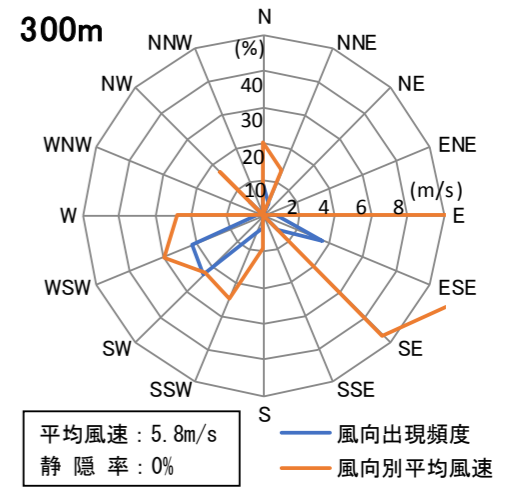 300m
N
NNW
(%)
NNE
NW
40
NE
30
WNW
20
ENE
10
(m/s)
W
2
4
6
8
E
WSW
ESE
SW
SE
SSW
SSE
S
平均風速：5.8m/s
静 隠 率：0%
風向出現頻度
風向別平均風速